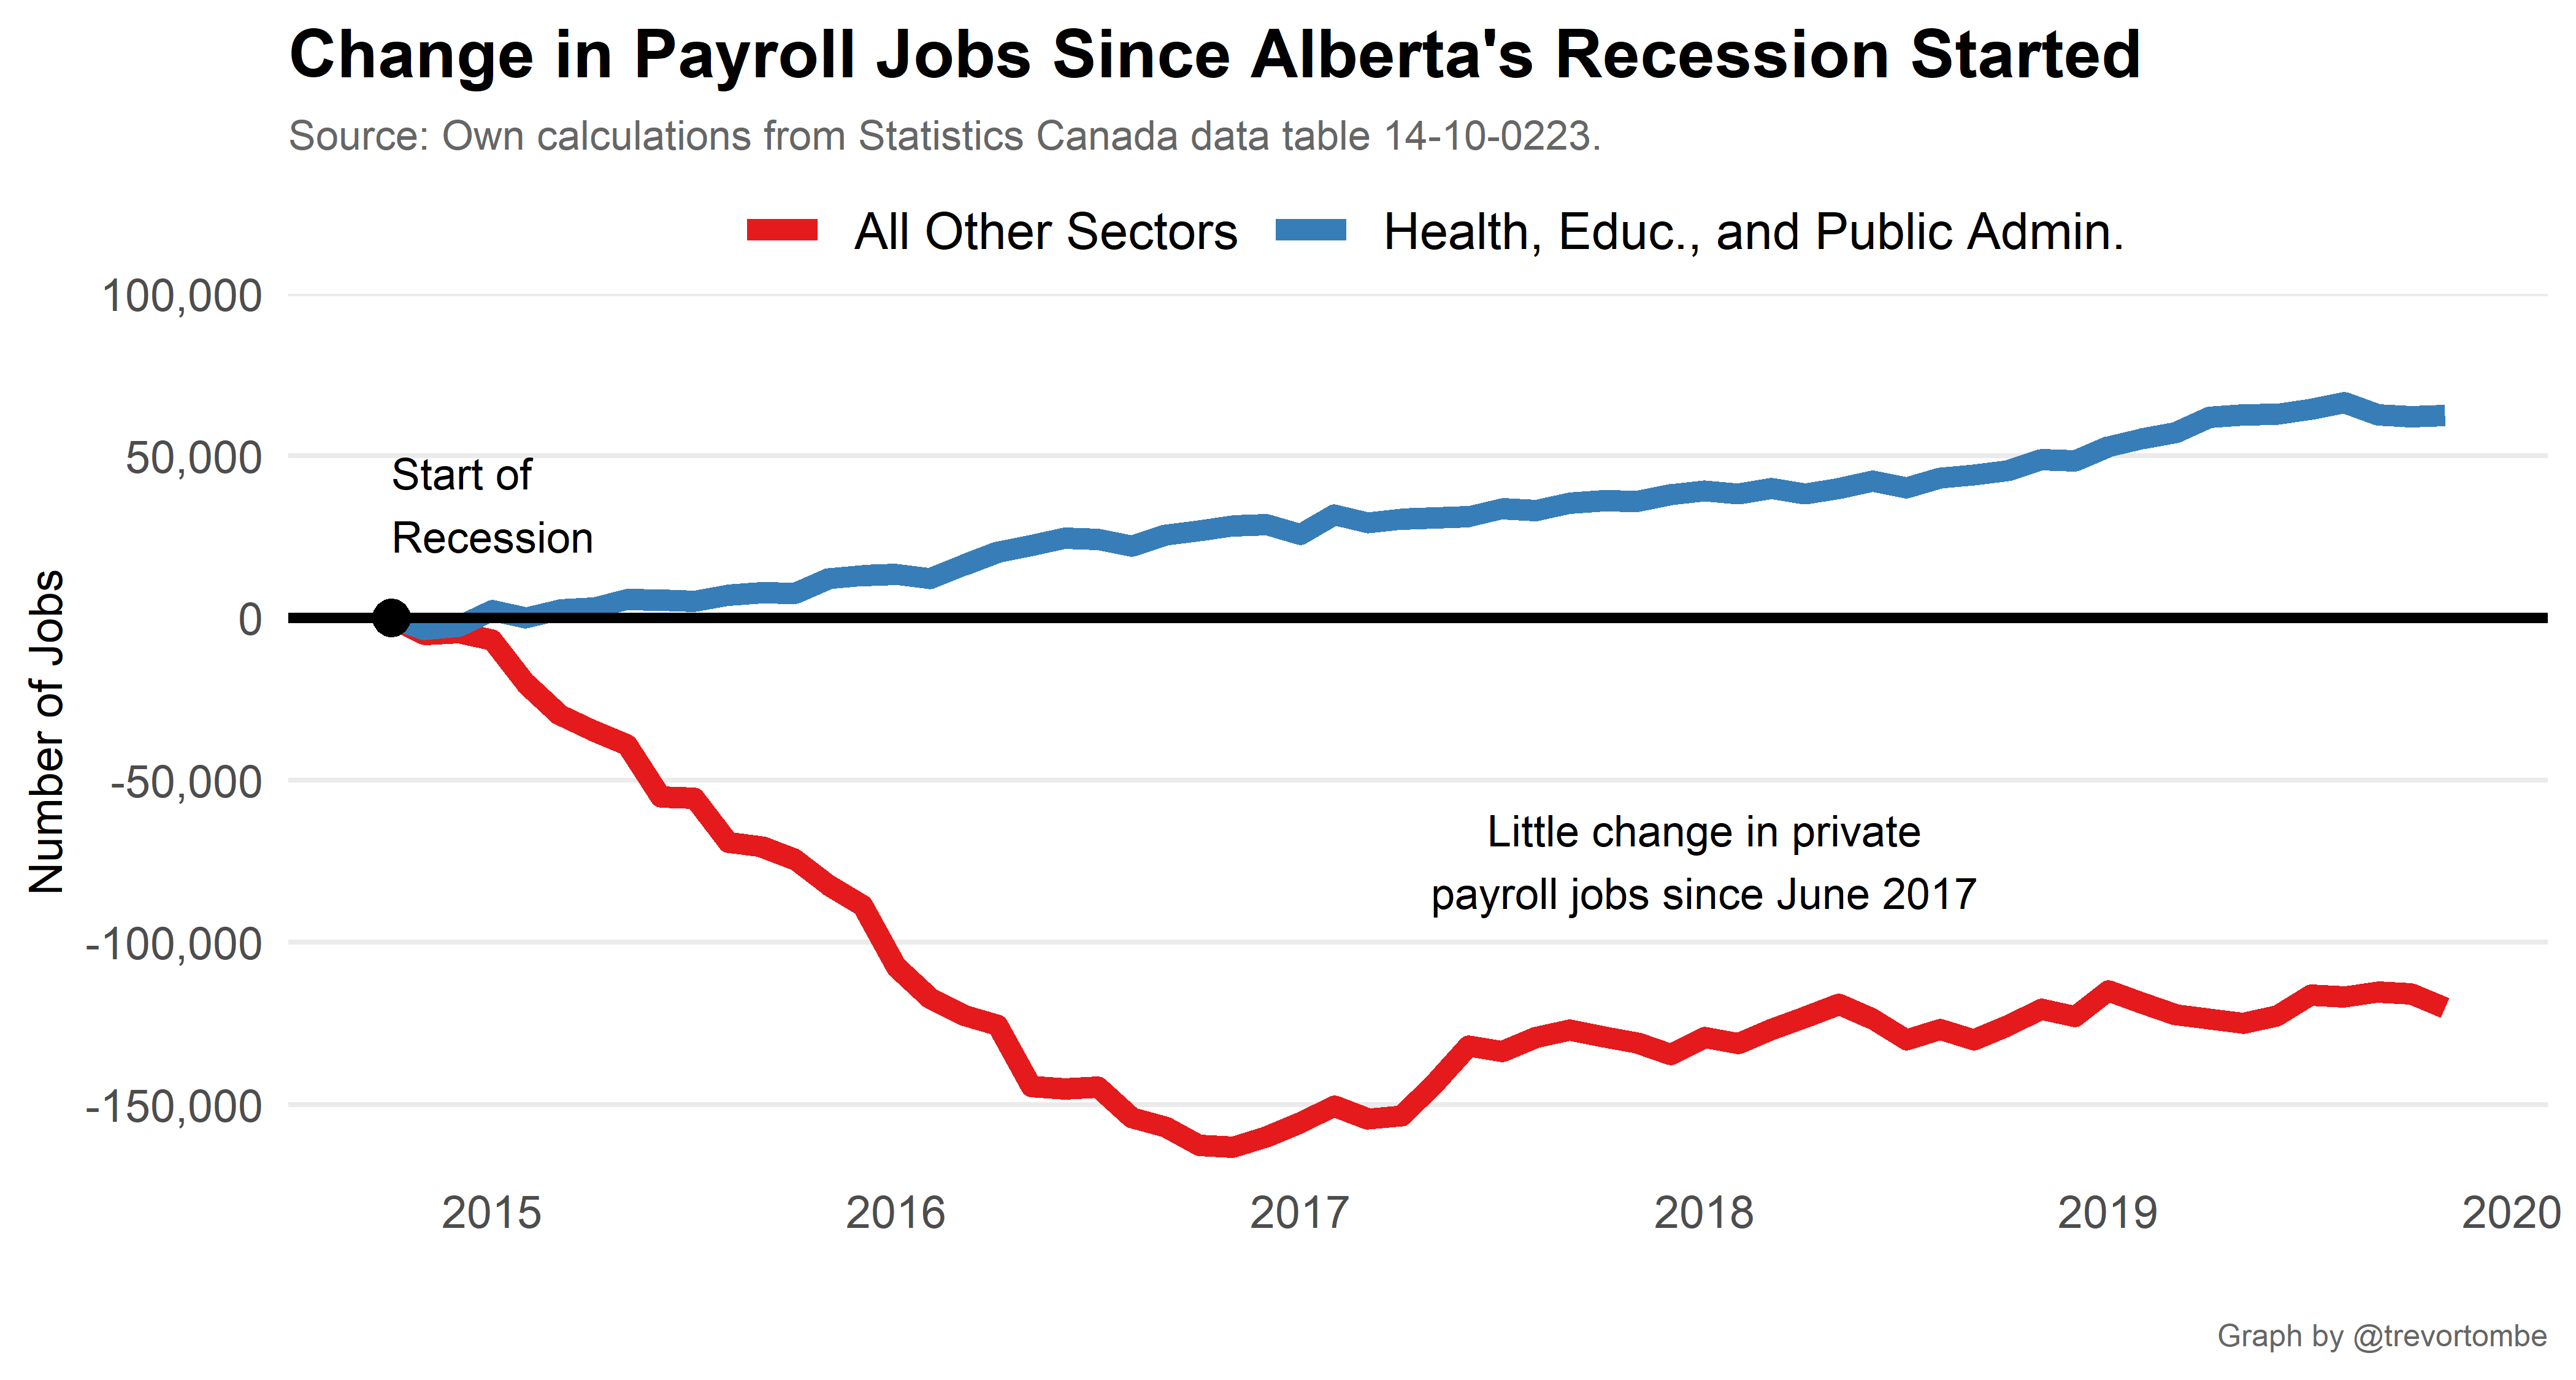 Change in Payroll Jobs Since Alberta's Recession Started
Source: Own calculations from Statistics Canada data table 14-10-0223.
All Other Sectors
Health, Educ., and Public Admin.
Number of Jobs
100,000
50,000
0
-50,000
-100,000
-150,000
Start of
Recession
Little change in private
payroll jobs since June 2017
2015
2016
2017
2018
2019
2020
Graph by @trevortombe